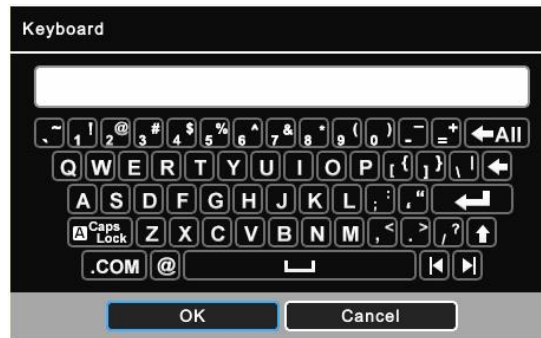 Keyboard
.~ 1! 2@ 3# 4$ 5% 6^ 7& 8* 9( 0) -¯ =+ ←All
Q W E R T Y U I O P [{ ]} \| ←
A S D F G H J K L ;: ‚" ↵
A Caps Lock Z X C V B N M ,< .> ,? ↑
.COM @
OK Cancel